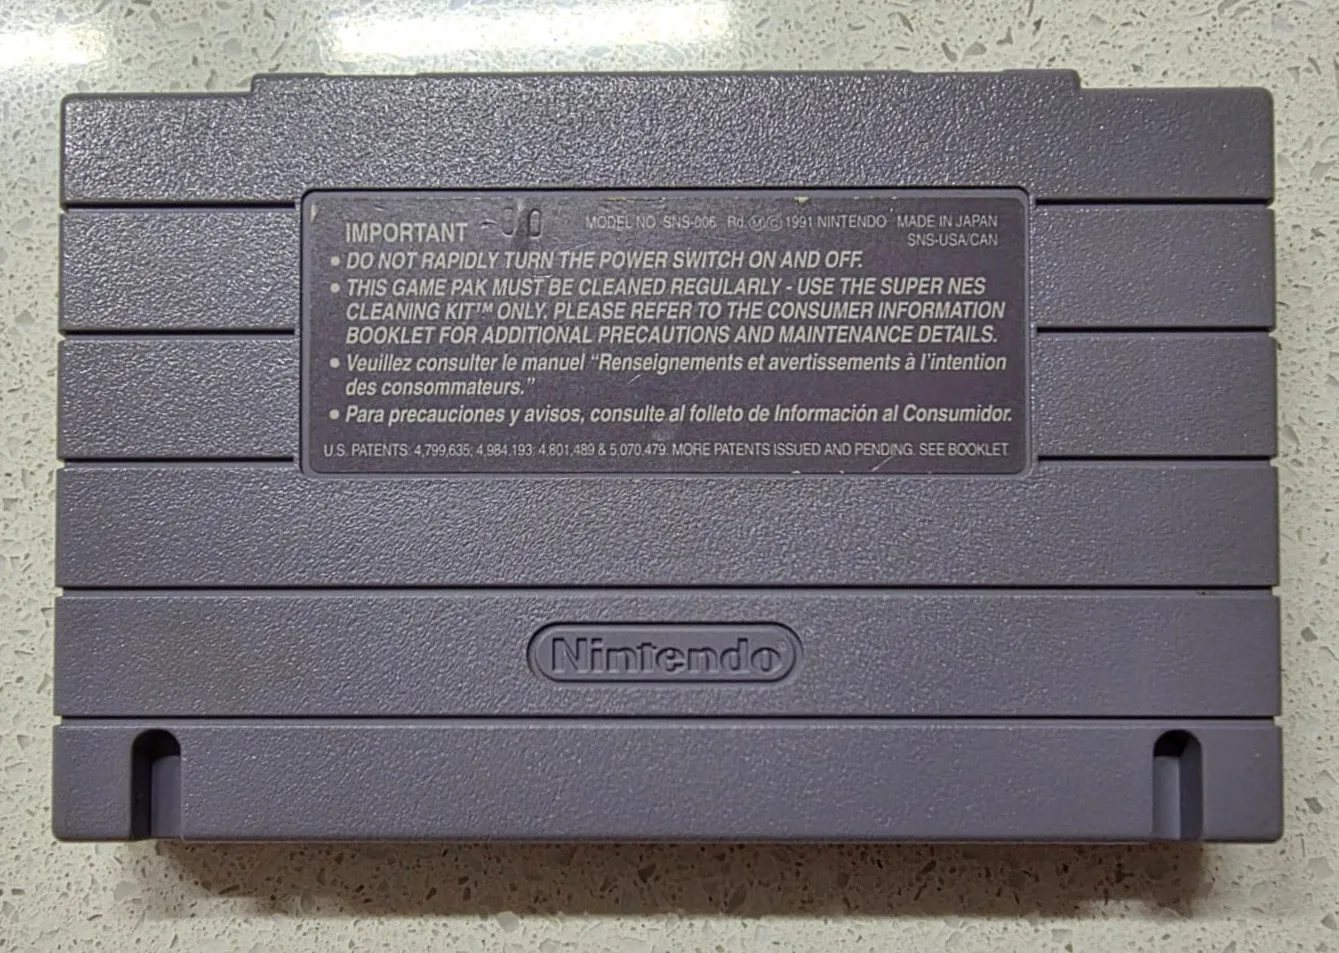 IMPORTANT
MODEL NO. SNS-006 Rd. Ⓜ© 1991 NINTENDO MADE IN JAPAN
SNS-USA/CAN
• DO NOT RAPIDLY TURN THE POWER SWITCH ON AND OFF.
• THIS GAME PAK MUST BE CLEANED REGULARLY - USE THE SUPER NES
CLEANING KIT™ ONLY. PLEASE REFER TO THE CONSUMER INFORMATION
BOOKLET FOR ADDITIONAL PRECAUTIONS AND MAINTENANCE DETAILS.
• Veuillez consulter le manuel “Renseignements et avertissements à l'intention
des consommateurs.”
• Para precauciones y avisos, consulte al folleto de Información al Consumidor.
U.S. PATENTS: 4,799,635; 4,984,193; 4,801,489 & 5,070,479. MORE PATENTS ISSUED AND PENDING. SEE BOOKLET
Nintendo